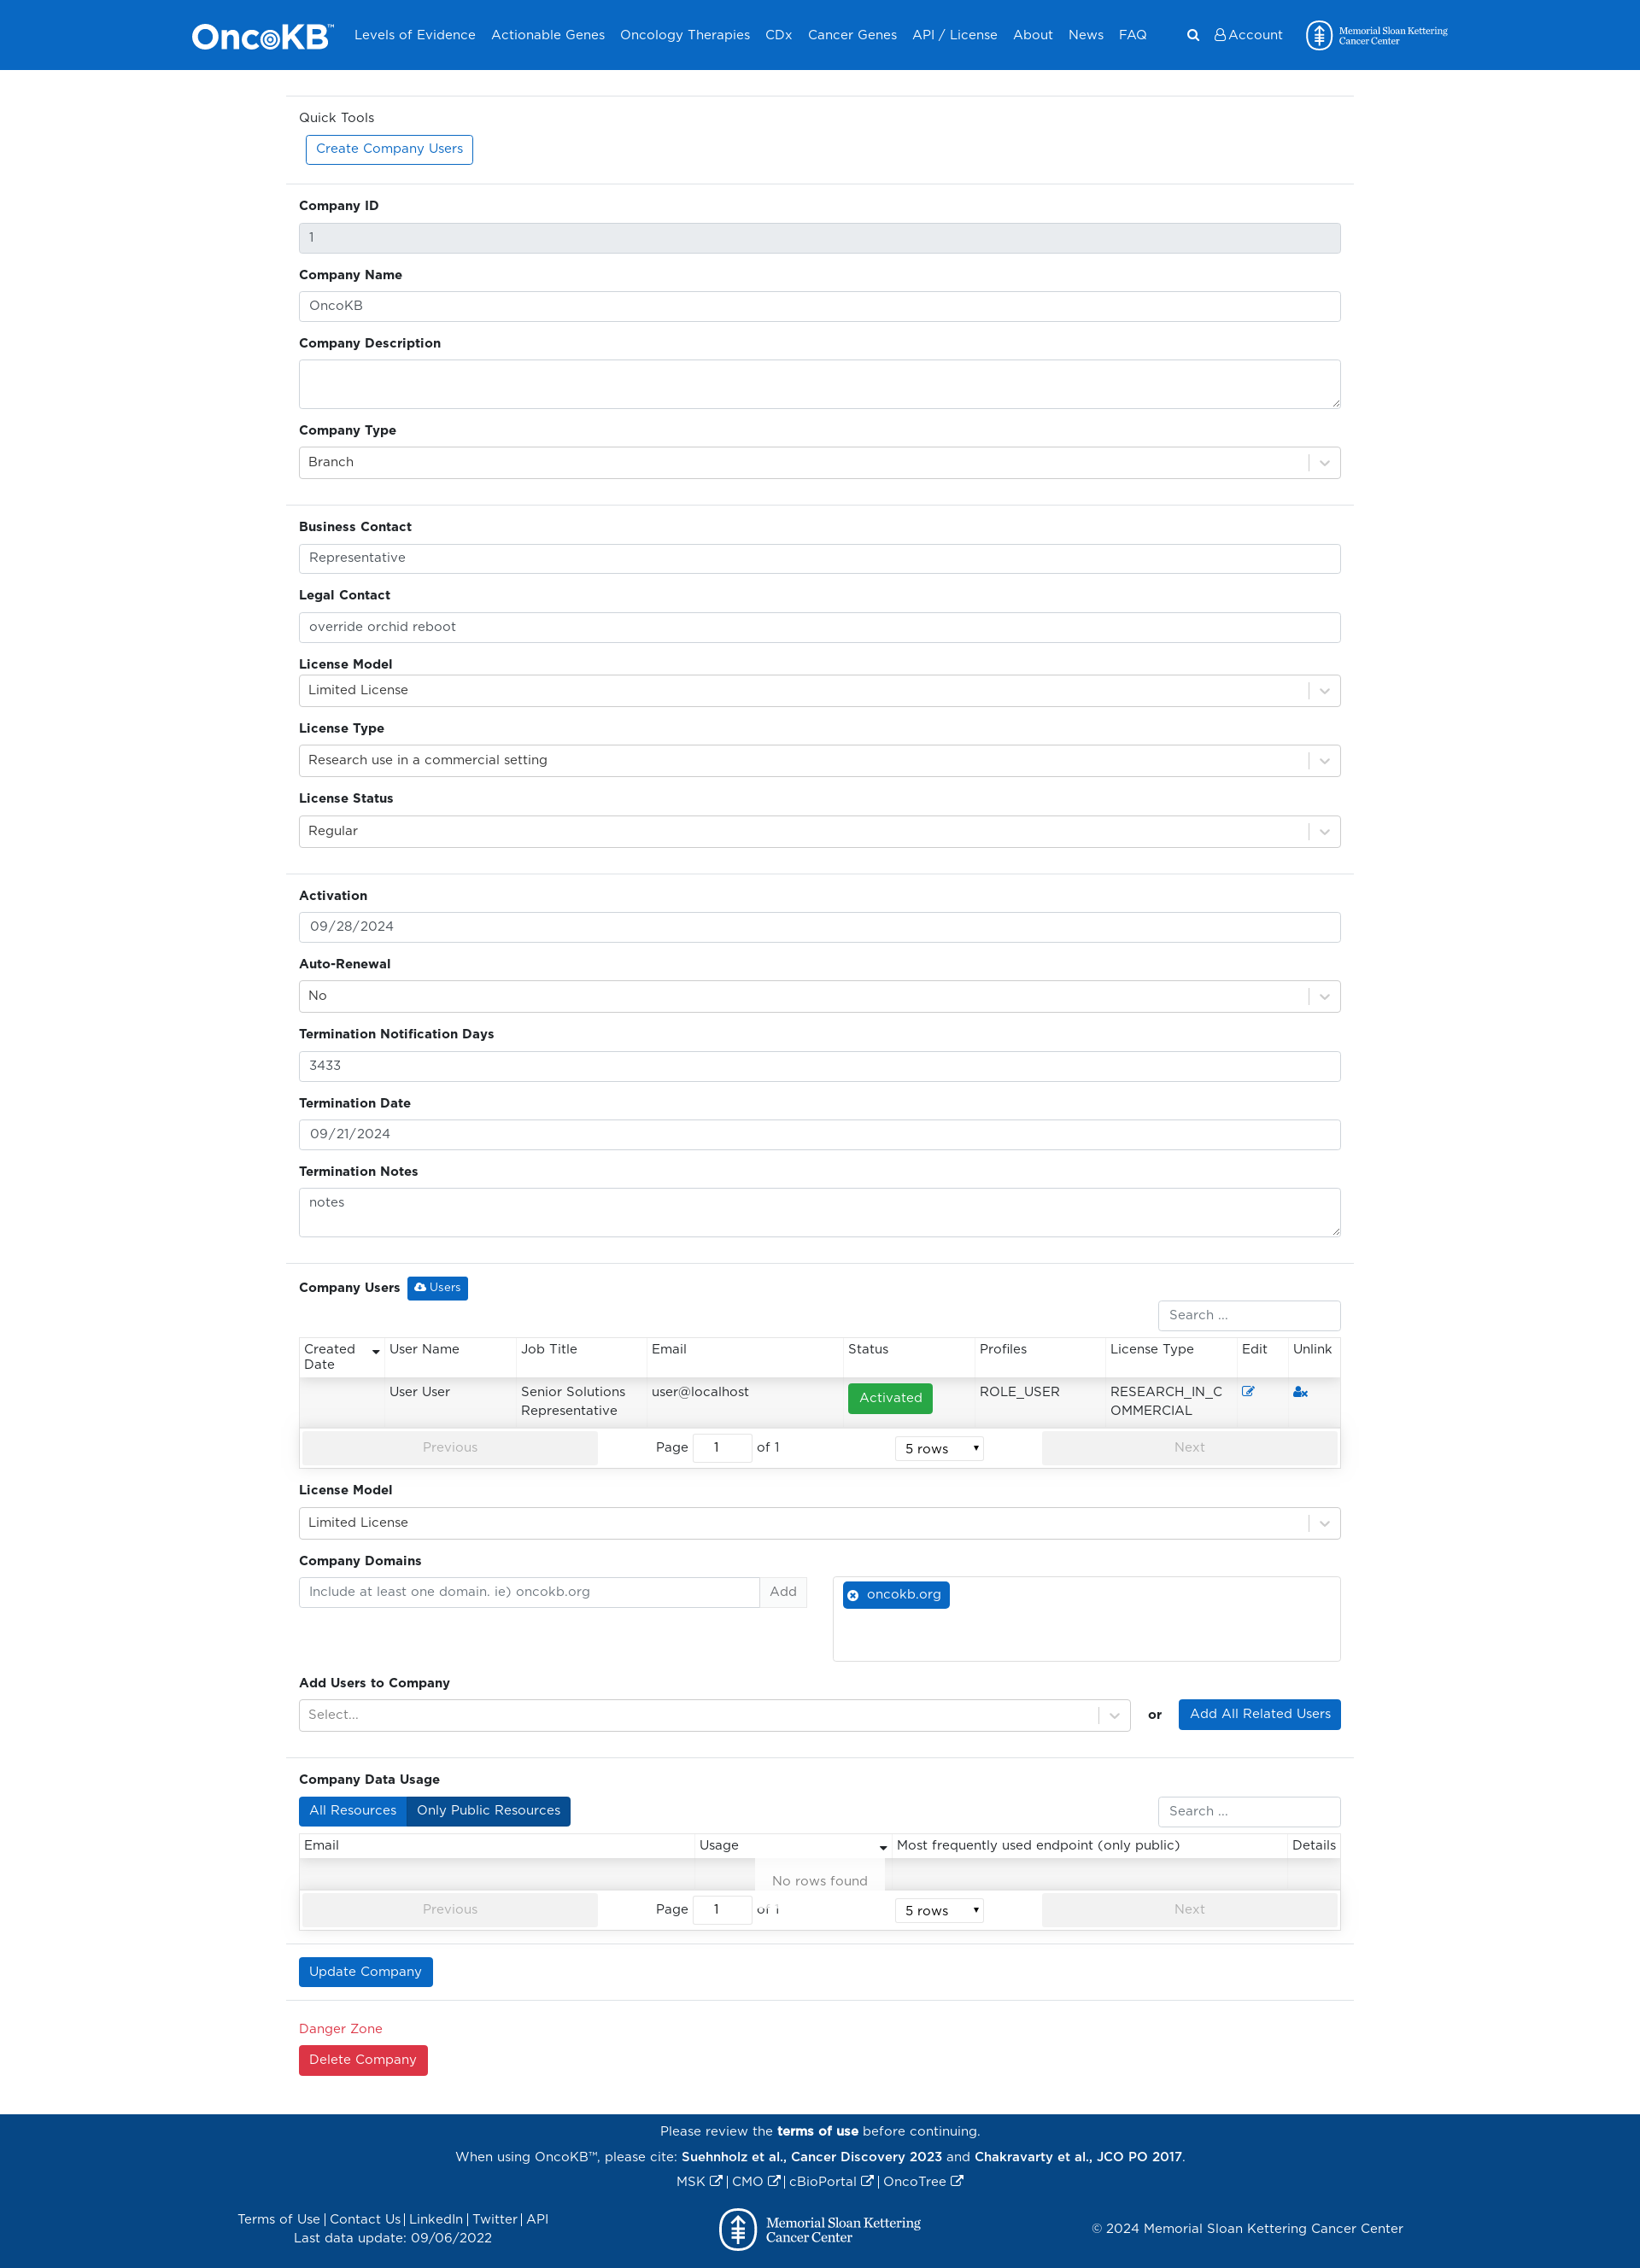 OncoKB™ Levels of Evidence Actionable Genes Oncology Therapies CDx Cancer Genes API / License About News FAQ Account Memorial Sloan Kettering Cancer Center
Quick Tools
Create Company Users
Company ID
1
Company Name
OncoKB
Company Description
Company Type
Branch
Business Contact
Representative
Legal Contact
override orchid reboot
License Model
Limited License
License Type
Research use in a commercial setting
License Status
Regular
Activation
09/28/2024
Auto-Renewal
No
Termination Notification Days
3433
Termination Date
09/21/2024
Termination Notes
notes
Company Users Users
Search ...
Created Date User Name Job Title Email Status Profiles License Type Edit Unlink
User User Senior Solutions Representative user@localhost Activated ROLE_USER RESEARCH_IN_COMMERCIAL
Previous Page 1 of 1 5 rows Next
License Model
Limited License
Company Domains
Include at least one domain. ie) oncokb.org Add oncokb.org
Add Users to Company
Select... or Add All Related Users
Company Data Usage
All Resources Only Public Resources Search ...
Email Usage Most frequently used endpoint (only public) Details
No rows found
Previous Page 1 of 1 5 rows Next
Update Company
Danger Zone
Delete Company
Please review the terms of use before continuing.
When using OncoKB™, please cite: Suehnholz et al., Cancer Discovery 2023 and Chakravarty et al., JCO PO 2017.
MSK | CMO | cBioPortal | OncoTree
Terms of Use | Contact Us | LinkedIn | Twitter | API
Last data update: 09/06/2022
Memorial Sloan Kettering
Cancer Center
© 2024 Memorial Sloan Kettering Cancer Center